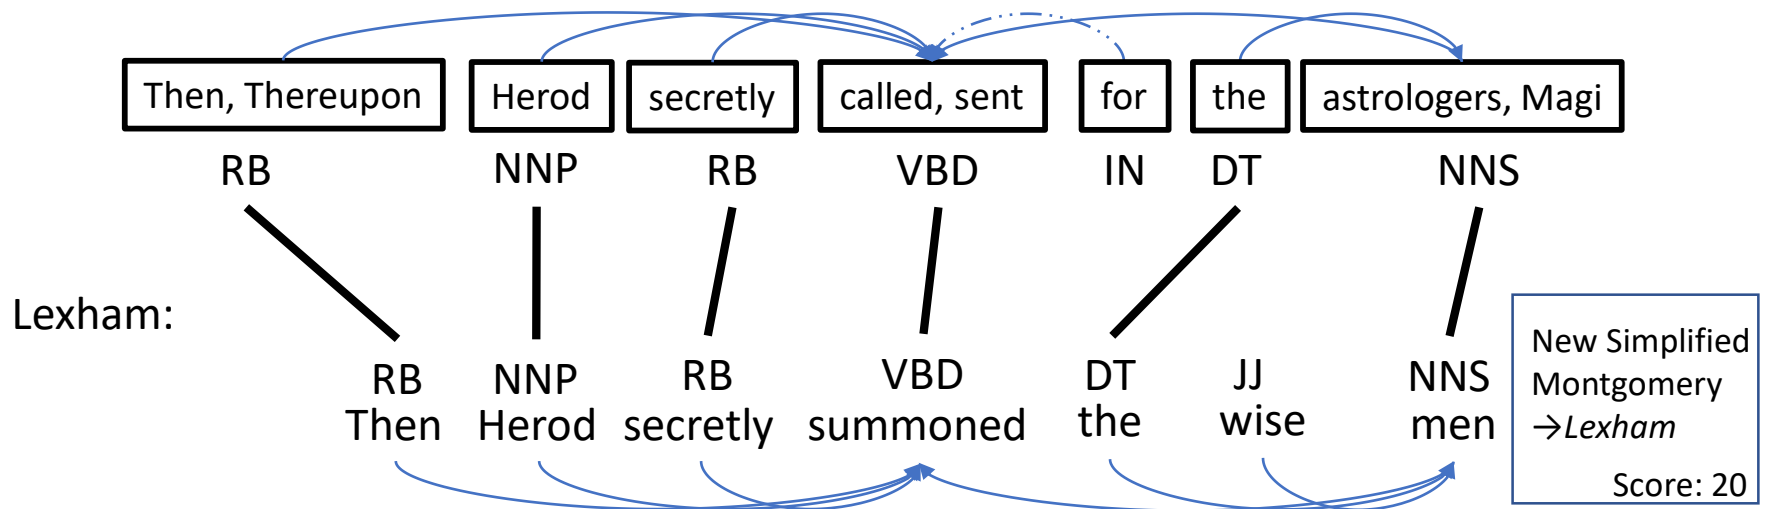 Then, Thereupon Herod secretly called, sent for the astrologers, Magi
RB NNP RB VBD IN DT NNS
Lexham:
RB NNP RB VBD DT JJ NNS
Then Herod secretly summoned the wise men
New Simplified
Montgomery
→Lexham
Score: 20